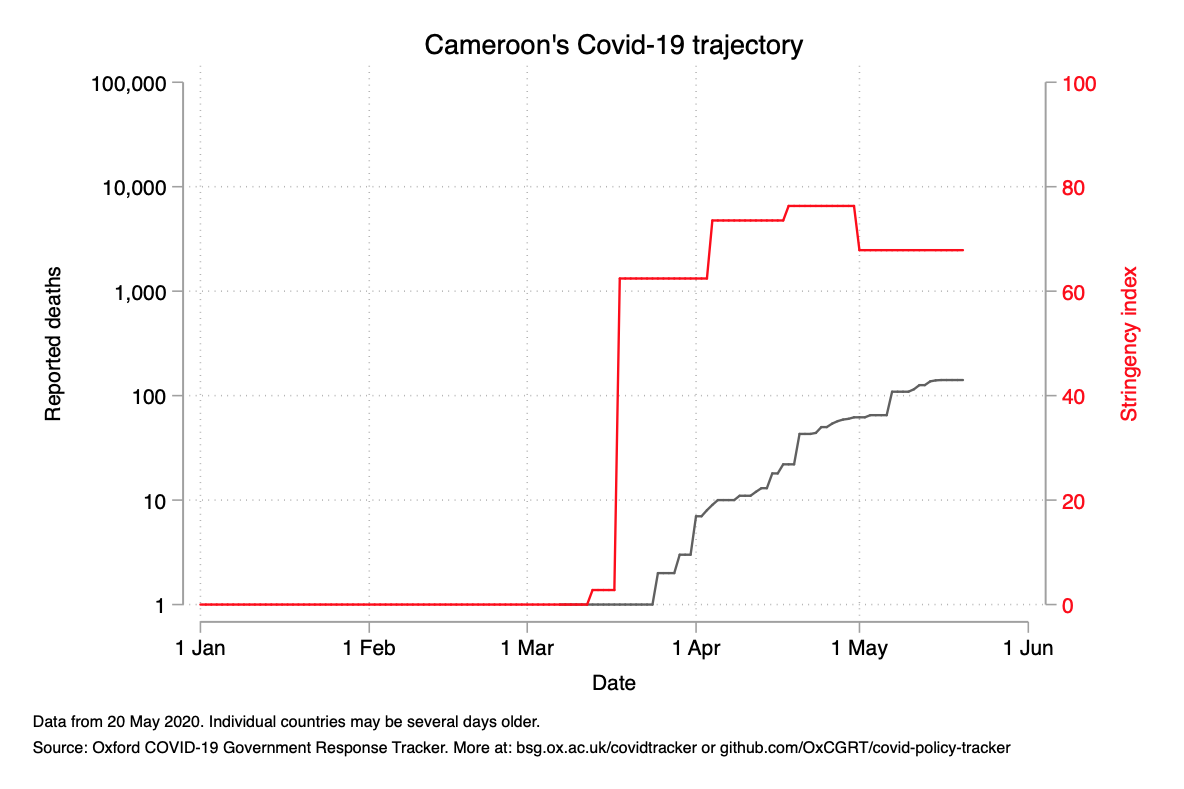 Cameroon's Covid-19 trajectory
100,000
10,000
1,000
100
10
1
Reported deaths
100
80
60
40
20
0
Stringency index
1 Jan 1 Feb 1 Mar 1 Apr 1 May 1 Jun
Date
Data from 20 May 2020. Individual countries may be several days older.
Source: Oxford COVID-19 Government Response Tracker. More at: bsg.ox.ac.uk/covidtracker or github.com/OxCGRT/covid-policy-tracker